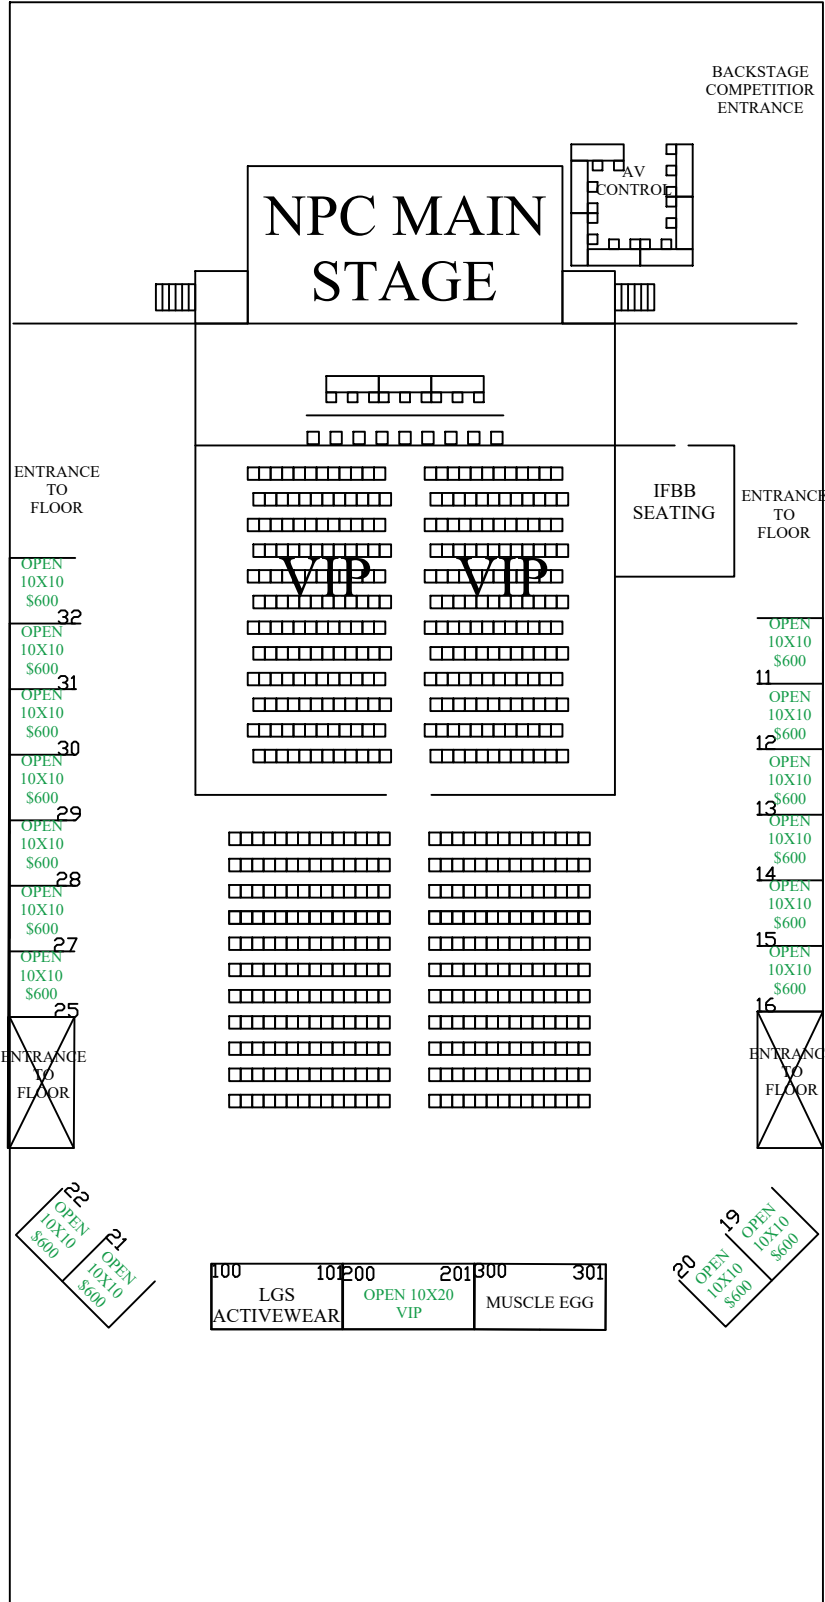 BACKSTAGE
COMPETITIOR
ENTRANCE
AV
CONTROL
NPC MAIN
STAGE
ENTRANCE
TO
FLOOR
IFBB
SEATING
ENTRANCE
TO
FLOOR
VIP
VIP
OPEN
10X10
$600
32
OPEN
10X10
$600
31
OPEN
10X10
$600
30
OPEN
10X10
$600
29
OPEN
10X10
$600
28
OPEN
10X10
$600
27
OPEN
10X10
$600
25
OPEN
10X10
$600
11
OPEN
10X10
$600
12
OPEN
10X10
$600
13
OPEN
10X10
$600
14
OPEN
10X10
$600
15
OPEN
10X10
$600
16
ENTRANCE
TO
FLOOR
ENTRANCE
TO
FLOOR
22
OPEN
10X10
$600
21
OPEN
10X10
$600
19
OPEN
10X10
$600
20
OPEN
10X10
$600
100 101
LGS
ACTIVEWEAR
200 201
OPEN 10X20
VIP
300 301
MUSCLE EGG